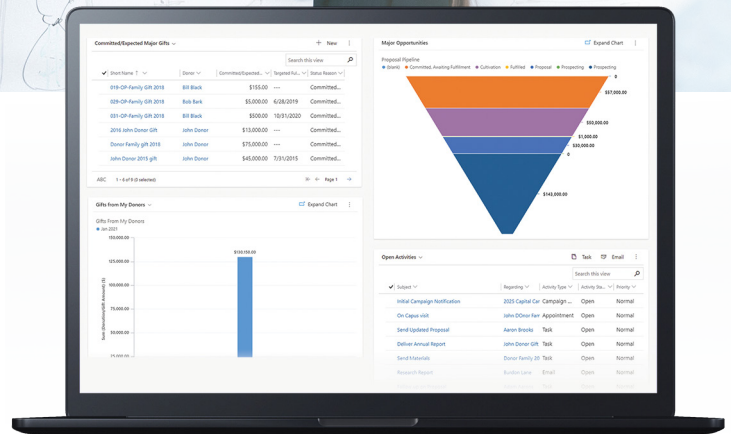 Committed/Expected Major Gifts
New
Search this view
Short Name ↑ Donor Committed/Expected... Targeted Ful... Status Reason
019-OP-Family Gift 2018 Bill Black $155.00 --- Committed...
029-OP-Family Gift 2018 Bob Bark $5,000.00 6/28/2019 Committed...
031-OP-Family Gift 2018 Bill Black $500.00 10/31/2020 Committed...
2016 John Donor Gift John Donor $13,000.00 --- Committed...
Donor Family gift 2016 John Donor $75,000.00 --- Committed...
John Donor 2015 gift John Donor $45,000.00 7/31/2015 Committed...
ABC 1 - 6 of 9 (0 selected) Page 1
Gifts From My Donors
Expand Chart
Gifts From My Donors
Jan 2021
150,000.00
$130,150.00
125,000.00
100,000.00
75,000.00
50,000.00
25,000.00
Sum (Donation/Gift Amount) ($)
Major Opportunities
Expand Chart
Proposal Pipeline
(blank) Committed, Awaiting Fulfillment Cultivation Fulfilled Proposal Prospecting Prospecting
0
$57,000.00
$50,000.00
$1,000.00
$30,000.00
0
$143,000.00
Open Activities
Task Email
Search this view
Subject Regarding Activity Type Activity Sta... Priority
Initial Campaign Notification 2025 Capital Car Campaign ... Open Normal
On Capus visit John DOnor Farr Appointment Open Normal
Send Updated Proposal Aaron Brooks Task Open Normal
Deliver Annual Report John Donor Gift Task Open Normal
Send Materials Donor Family 20 Task Open Normal
Research Report Burden Lane Email Open Normal